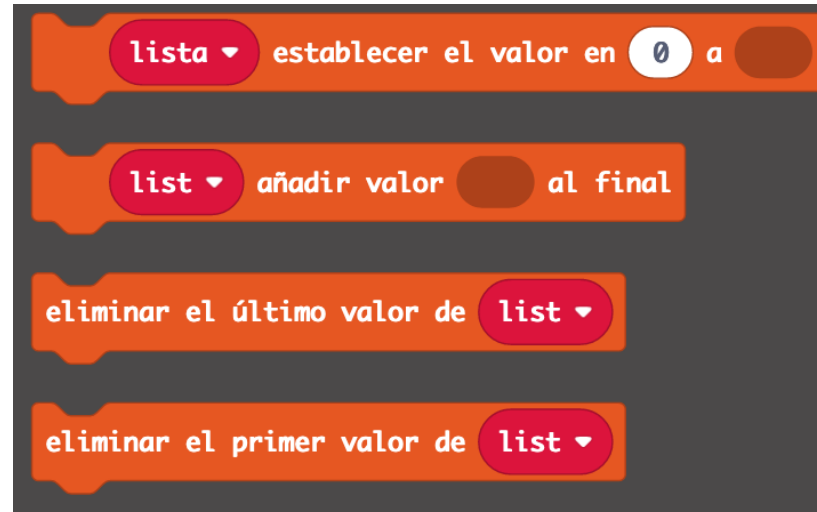 lista establecer el valor en 0 a
list añadir valor al final
eliminar el último valor de list
eliminar el primer valor de list